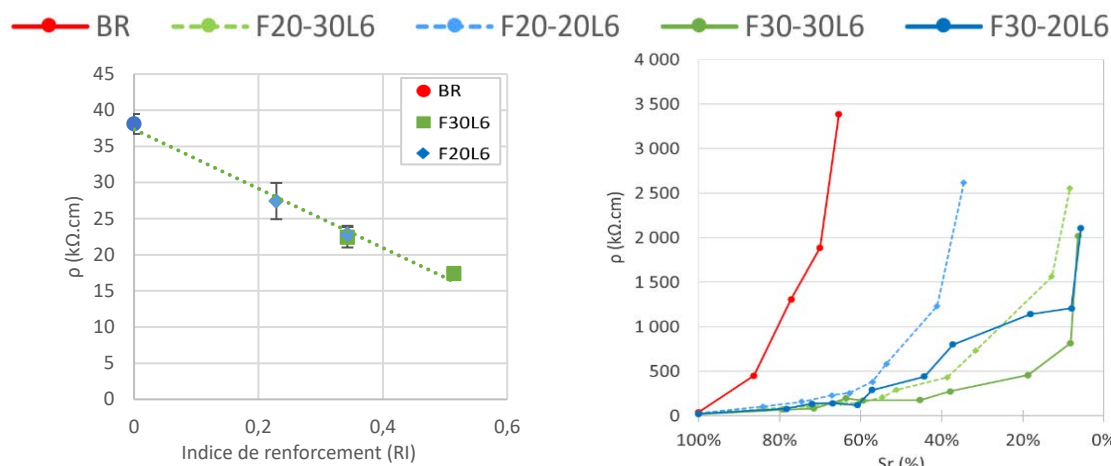 BR F20-30L6 F20-20L6 F30-30L6 F30-20L6
45
40
35
30
25
20
15
10
5
0
ρ (kΩ.cm)
0 0,2 0,4 0,6
Indice de renforcement (RI)
BR
F30L6
F20L6
4 000
3 500
3 000
2 500
2 000
1 500
1 000
500
0
ρ (kΩ.cm)
100% 80% 60% 40% 20% 0%
Sr (%)